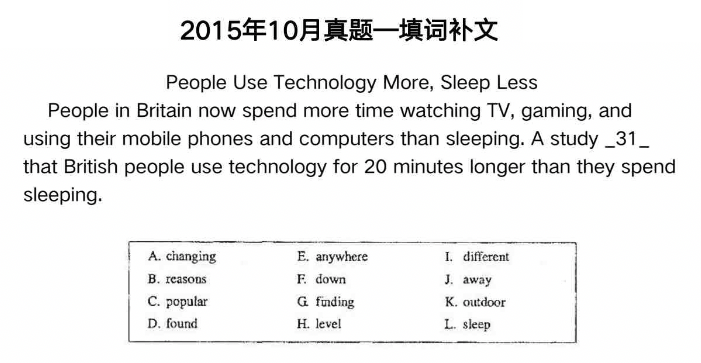 2015年10月真题—填词补文
People Use Technology More, Sleep Less
People in Britain now spend more time watching TV, gaming, and
using their mobile phones and computers than sleeping. A study _31_
that British people use technology for 20 minutes longer than they spend
sleeping.
A. changing E. anywhere I. different
B. reasons F. down J. away
C. popular G. finding K. outdoor
D. found H. level L. sleep